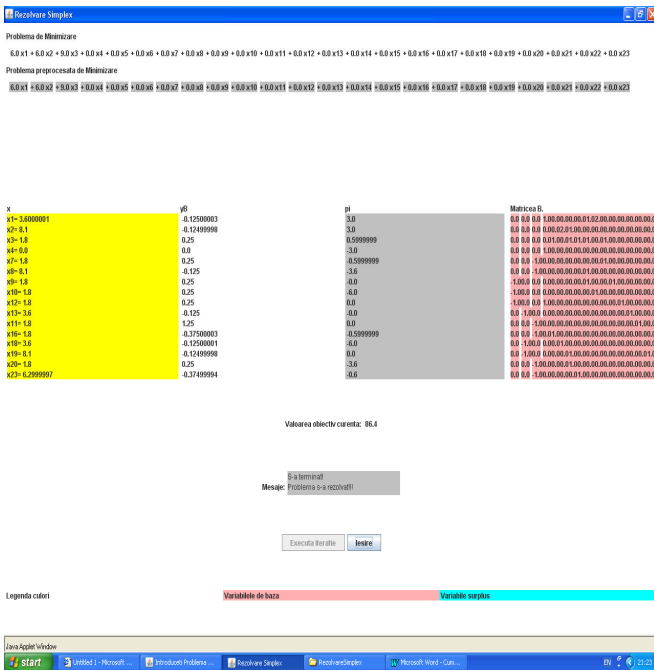 Rezolvare Simplex
Problema de Minimizare
6.0 x1 + 6.0 x2 + 9.0 x3 + 0.0 x4 + 0.0 x5 + 0.0 x6 + 0.0 x7 + 0.0 x8 + 0.0 x9 + 0.0 x10 + 0.0 x11 + 0.0 x12 + 0.0 x13 + 0.0 x14 + 0.0 x15 + 0.0 x16 + 0.0 x17 + 0.0 x18 + 0.0 x19 + 0.0 x20 + 0.0 x21 + 0.0 x22 + 0.0 x23
Problema preprocesata de Minimizare
6.0 x1 + 6.0 x2 + 9.0 x3 + 0.0 x4 + 0.0 x5 + 0.0 x6 + 0.0 x7 + 0.0 x8 + 0.0 x9 + 0.0 x10 + 0.0 x11 + 0.0 x12 + 0.0 x13 + 0.0 x14 + 0.0 x15 + 0.0 x16 + 0.0 x17 + 0.0 x18 + 0.0 x19 + 0.0 x20 + 0.0 x21 + 0.0 x22 + 0.0 x23
x yB pi Matricea B.
x1= 3.6000001 -0.12500003 3.0
x2= 8.1 -0.12499998 3.0
x3= 1.8 0.25 0.5999999
x4= 0.0 0.0 -3.0
x7= 1.8 0.25 -0.5999999
x8= 8.1 -0.125 -3.6
x9= 1.8 0.25 -0.0
x10= 1.8 0.25 -6.0
x12= 1.8 0.25 0.0
x13= 3.6 -0.125 -0.0
x11= 1.8 1.25 0.0
x16= 1.8 -0.37500003 -0.5999999
x18= 3.6 -0.12500001 -6.0
x19= 8.1 -0.12499998 0.0
x20= 1.8 0.25 -3.6
x23= 6.2999997 -0.37499994 -0.6
Valoarea obiectiv curenta: 86.4
S-a terminat!
Mesaje: Problema s-a rezolvat!!!
Executa iteratie Iesire
Legenda culori Variabilele de baza Variabile surplus
Java Applet Window
start Untitled 1 - Microsoft ... Introduceti Problema ... Rezolvare Simplex RezolvareSimplex Microsoft Word - Cum... EN 21:23